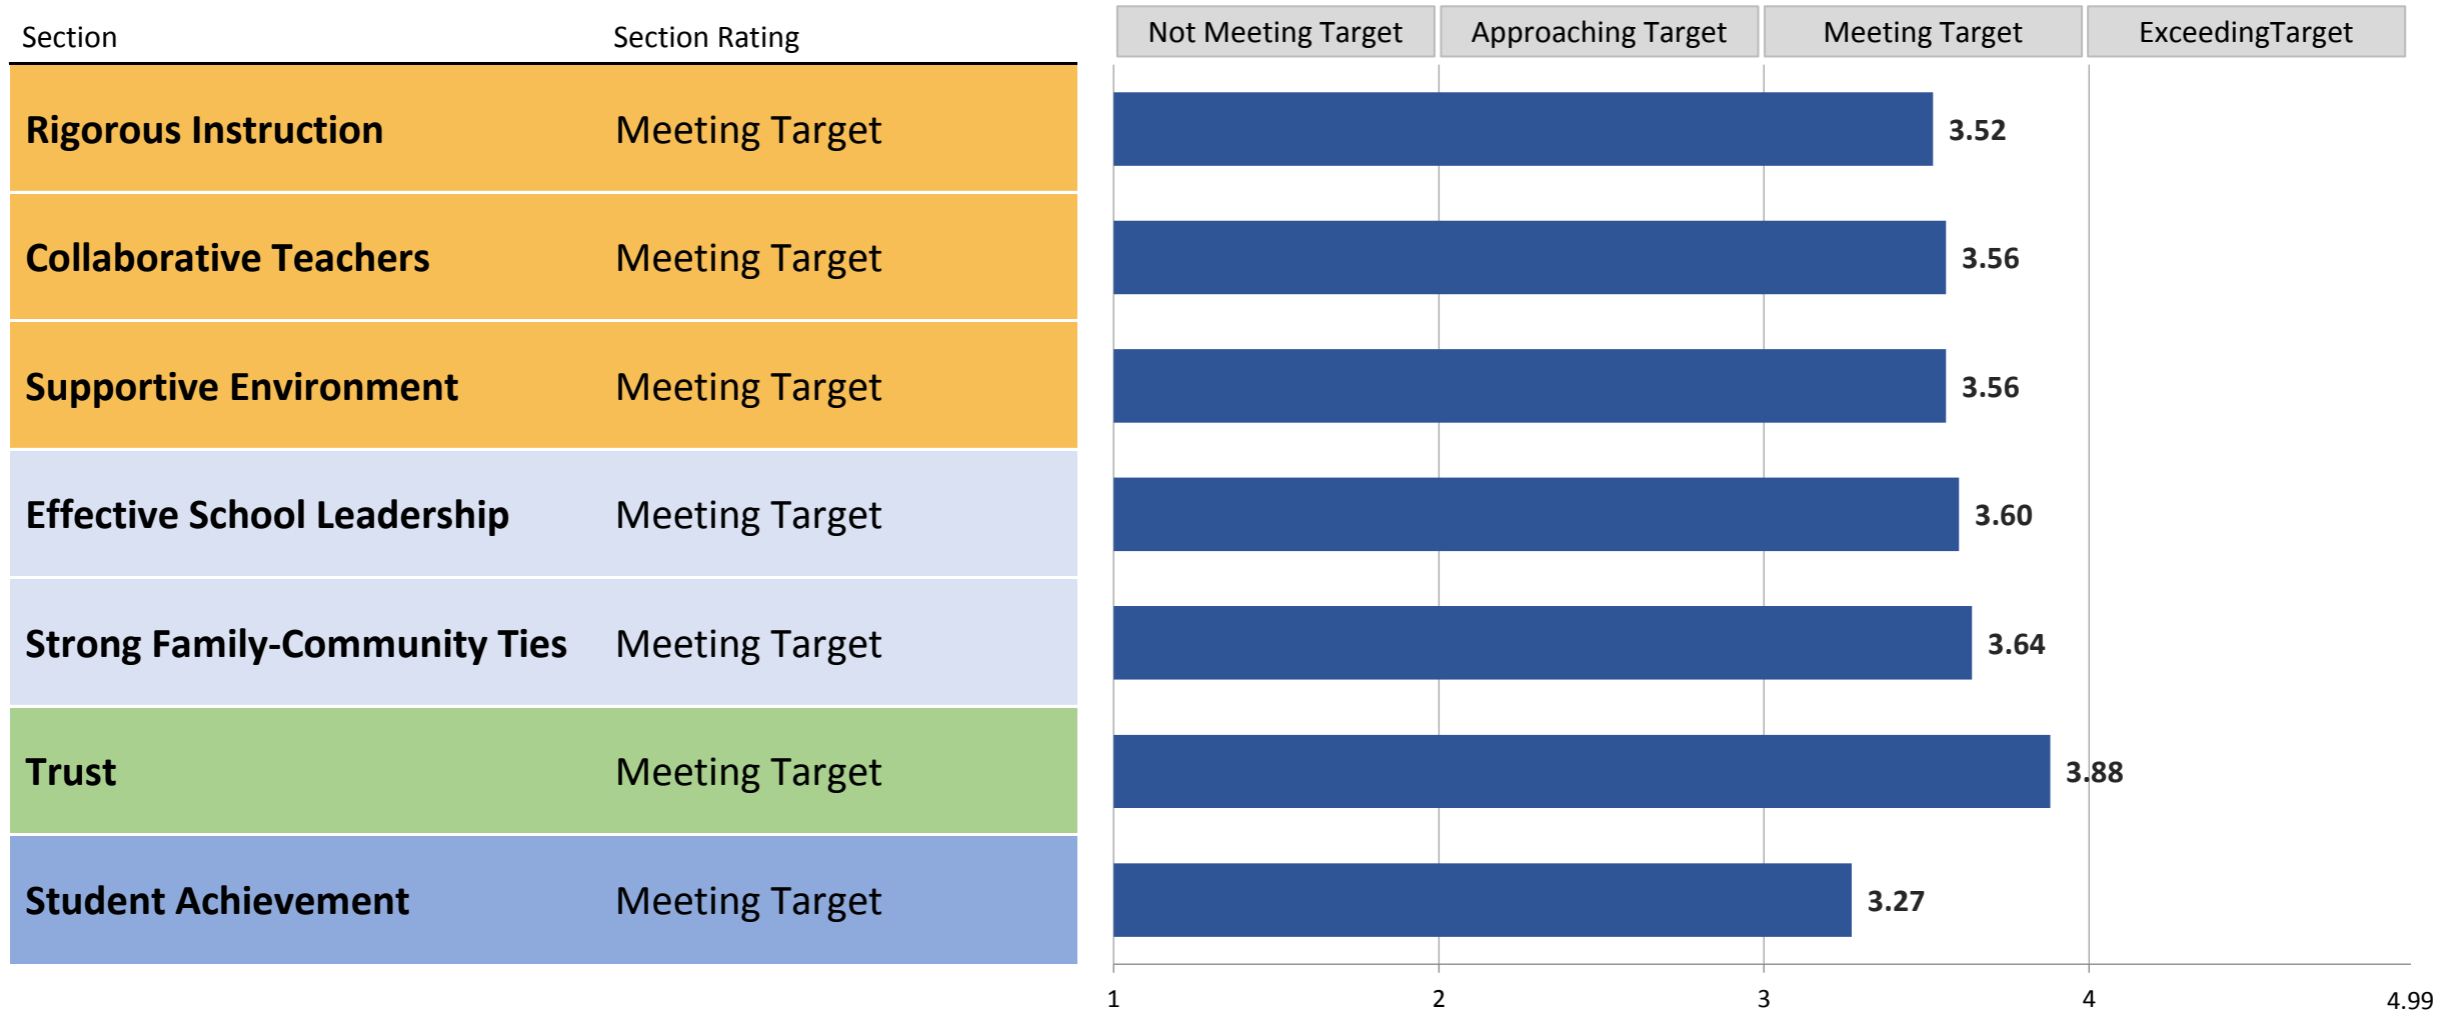 Section Section Rating Not Meeting Target Approaching Target Meeting Target ExceedingTarget
Rigorous Instruction Meeting Target 3.52
Collaborative Teachers Meeting Target 3.56
Supportive Environment Meeting Target 3.56
Effective School Leadership Meeting Target 3.60
Strong Family-Community Ties Meeting Target 3.64
Trust Meeting Target 3.88
Student Achievement Meeting Target 3.27
1 2 3 4 4.99